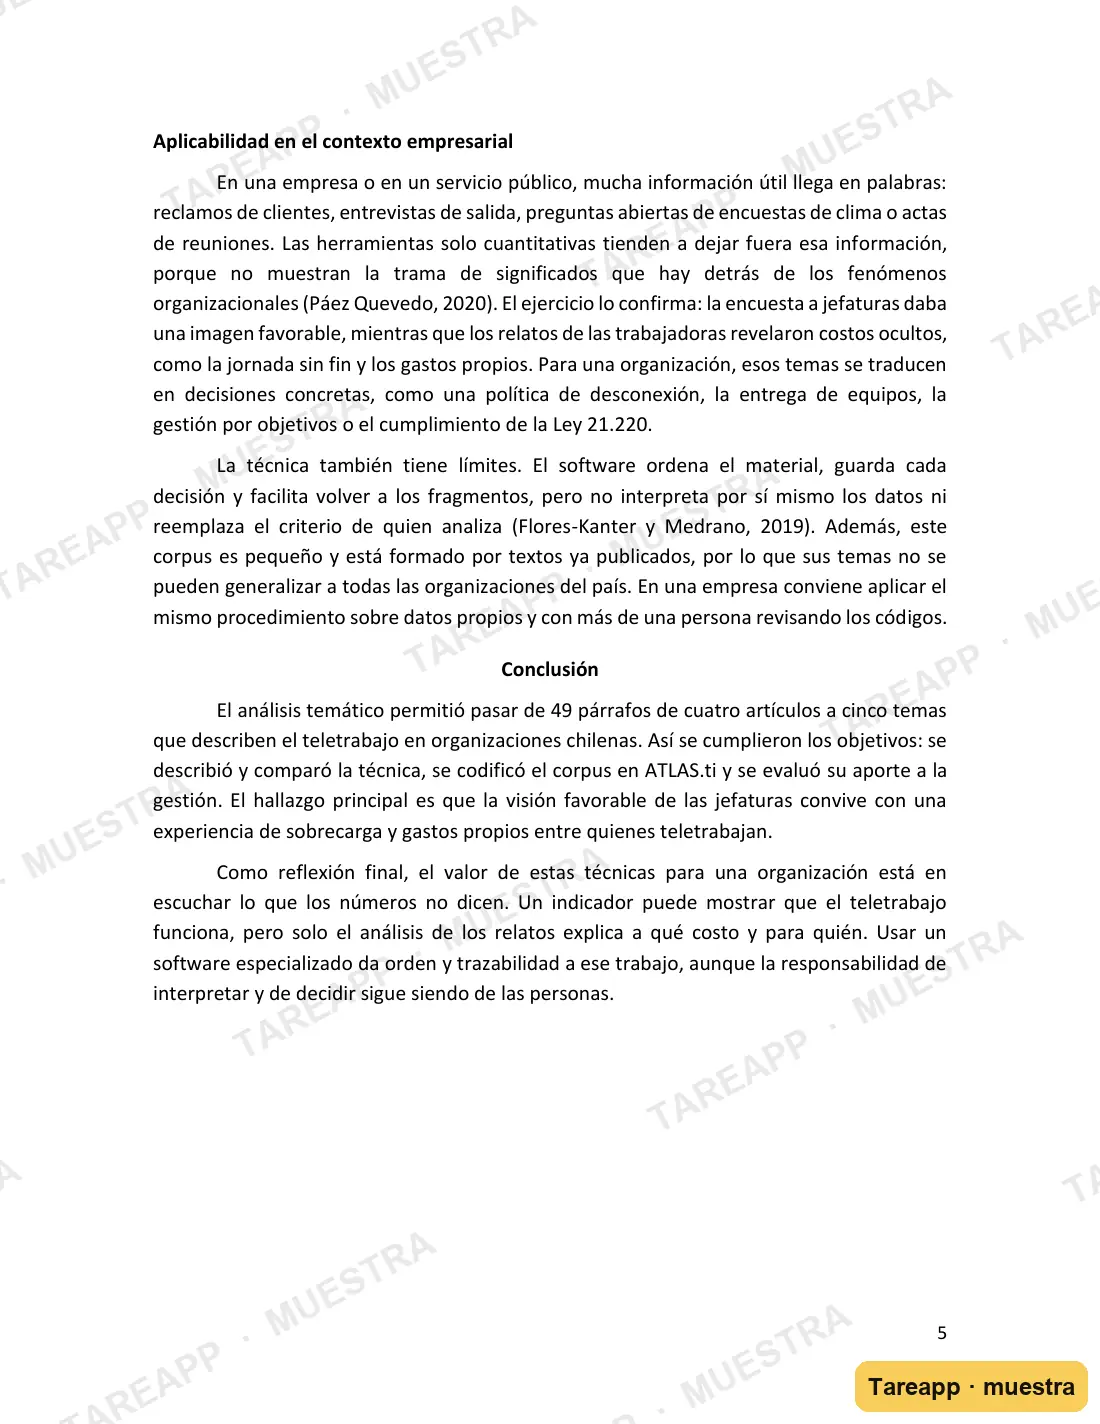 Aplicabilidad en el contexto empresarial
En una empresa o en un servicio público, mucha información útil llega en palabras:
reclamos de clientes, entrevistas de salida, preguntas abiertas de encuestas de clima o actas
de reuniones. Las herramientas solo cuantitativas tienden a dejar fuera esa información,
porque no muestran la trama de significados que hay detrás de los fenómenos
organizacionales (Páez Quevedo, 2020). El ejercicio lo confirma: la encuesta a jefaturas daba
una imagen favorable, mientras que los relatos de las trabajadoras revelaron costos ocultos,
como la jornada sin fin y los gastos propios. Para una organización, esos temas se traducen
en decisiones concretas, como una política de desconexión, la entrega de equipos, la
gestión por objetivos o el cumplimiento de la Ley 21.220.
La técnica también tiene límites. El software ordena el material, guarda cada
decisión y facilita volver a los fragmentos, pero no interpreta por sí mismo los datos ni
reemplaza el criterio de quien analiza (Flores-Kanter y Medrano, 2019). Además, este
corpus es pequeño y está formado por textos ya publicados, por lo que sus temas no se
pueden generalizar a todas las organizaciones del país. En una empresa conviene aplicar el
mismo procedimiento sobre datos propios y con más de una persona revisando los códigos.
Conclusión
El análisis temático permitió pasar de 49 párrafos de cuatro artículos a cinco temas
que describen el teletrabajo en organizaciones chilenas. Así se cumplieron los objetivos: se
describió y comparó la técnica, se codificó el corpus en ATLAS.ti y se evaluó su aporte a la
gestión. El hallazgo principal es que la visión favorable de las jefaturas convive con una
experiencia de sobrecarga y gastos propios entre quienes teletrabajan.
Como reflexión final, el valor de estas técnicas para una organización está en
escuchar lo que los números no dicen. Un indicador puede mostrar que el teletrabajo
funciona, pero solo el análisis de los relatos explica a qué costo y para quién. Usar un
software especializado da orden y trazabilidad a ese trabajo, aunque la responsabilidad de
interpretar y de decidir sigue siendo de las personas.
5
Tareapp · muestra
TAREAPP · MUESTRA
TAREAPP · MUESTRA
TAREAPP · MUESTRA
TAREAPP · MUESTRA
TAREAPP · MUESTRA
TAREAPP · MUESTRA
TAREAPP · MUESTRA